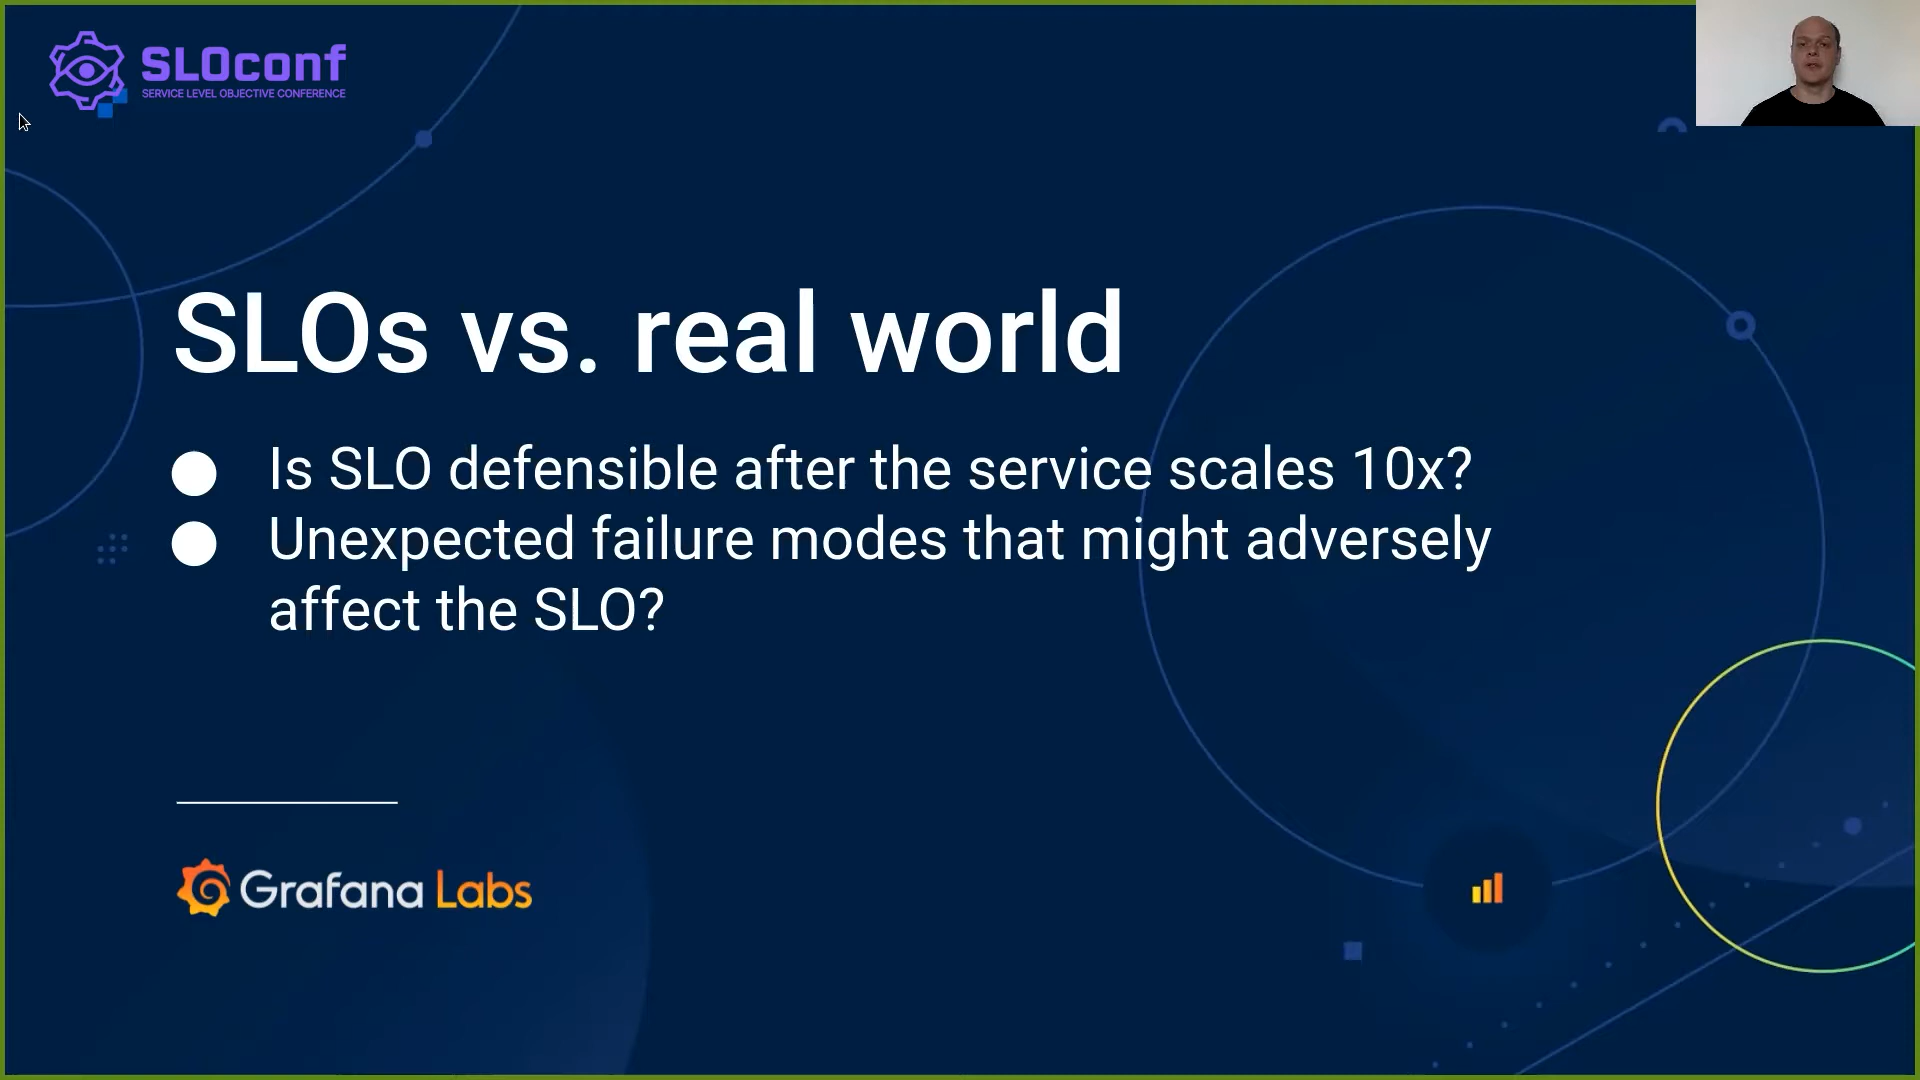 SLOconf
SERVICE LEVEL OBJECTIVE CONFERENCE
SLOs vs. real world
Is SLO defensible after the service scales 10x?
Unexpected failure modes that might adversely
affect the SLO?
Grafana Labs